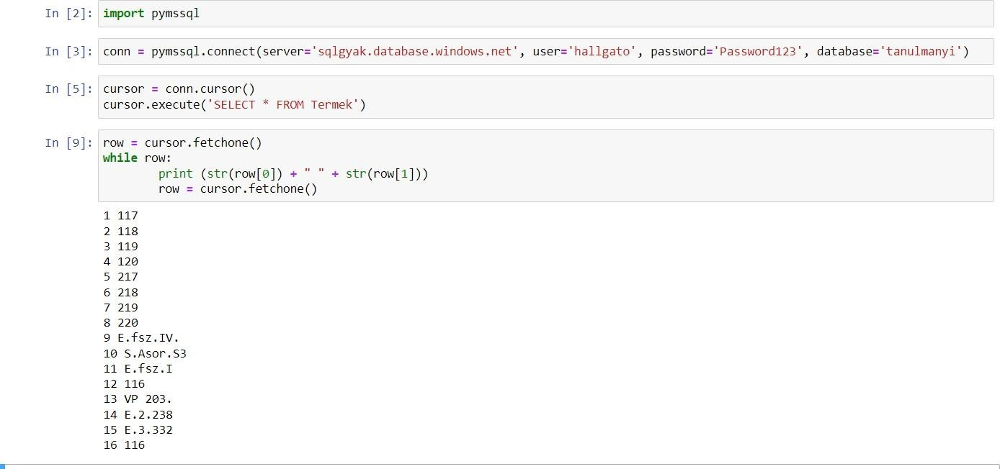 In [2]: import pymssql
In [3]: conn = pymssql.connect(server='sqlgyak.database.windows.net', user='hallgato', password='Password123', database='tanulmanyi')
In [5]: cursor = conn.cursor()
cursor.execute('SELECT * FROM Termek')
In [9]: row = cursor.fetchone()
while row:
        print (str(row[0]) + " " + str(row[1]))
        row = cursor.fetchone()
1 117
2 118
3 119
4 120
5 217
6 218
7 219
8 220
9 E.fsz.IV.
10 S.Asor.S3
11 E.fsz.I
12 116
13 VP 203.
14 E.2.238
15 E.3.332
16 116